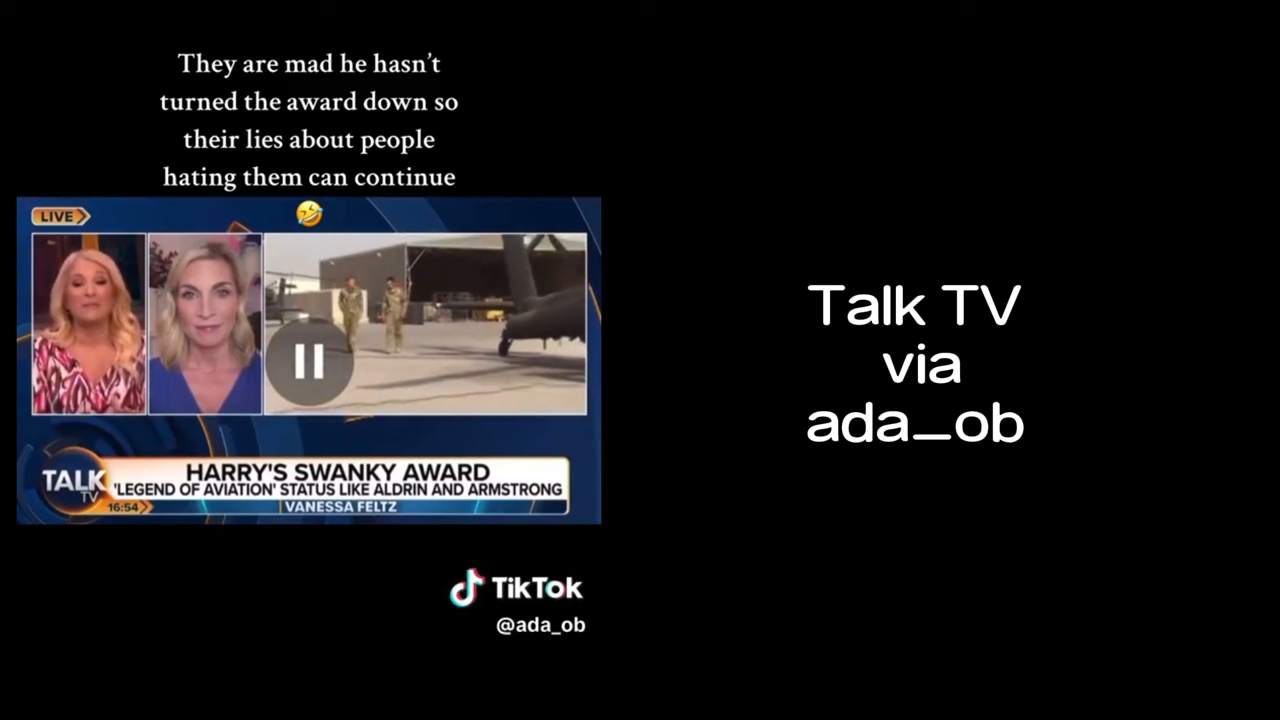 They are mad he hasn't
turned the award down so
their lies about people
hating them can continue
🤣
LIVE
HARRY'S SWANKY AWARD
'LEGEND OF AVIATION' STATUS LIKE ALDRIN AND ARMSTRONG
TALK
TV
16:54
VANESSA FELTZ
TikTok
@ada_ob
Talk TV
via
ada_ob